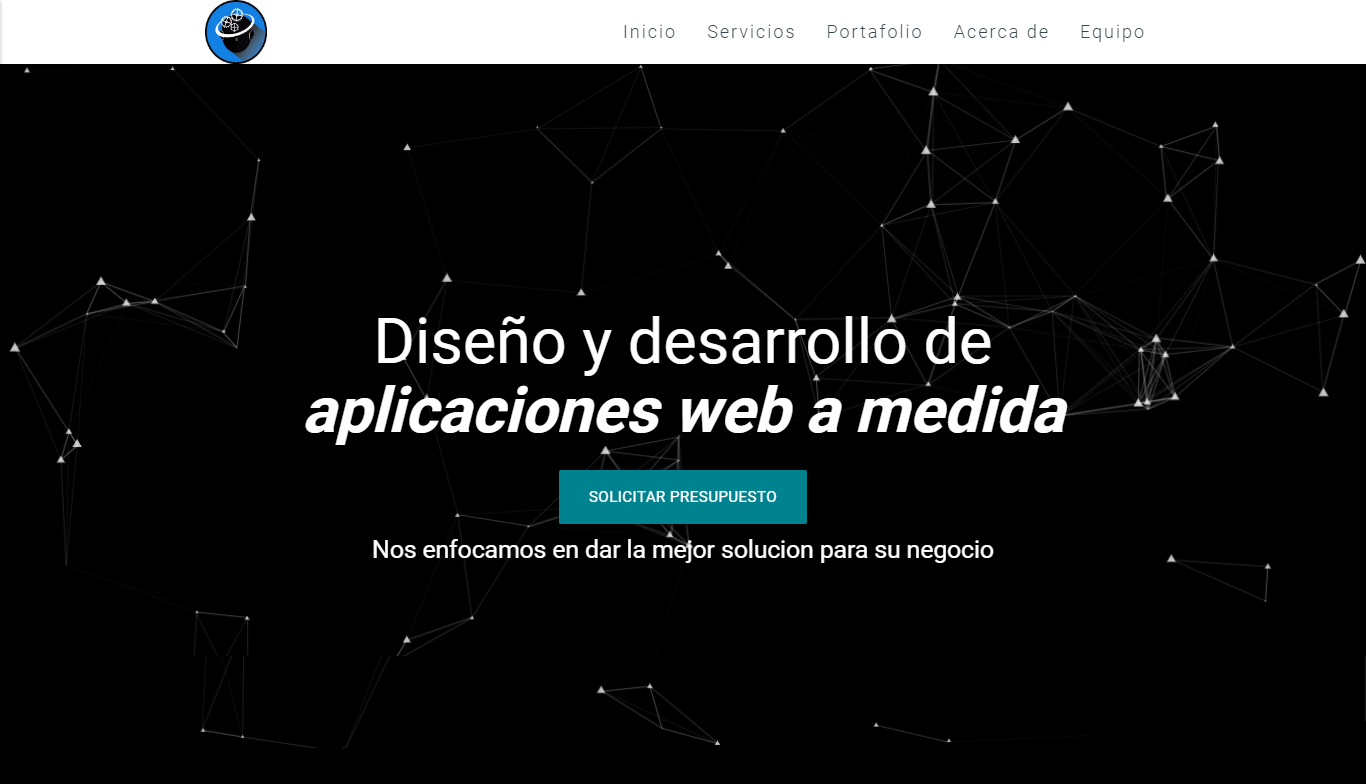 Inicio Servicios Portafolio Acerca de Equipo
Diseño y desarrollo de
aplicaciones web a medida
SOLICITAR PRESUPUESTO
Nos enfocamos en dar la mejor solucion para su negocio